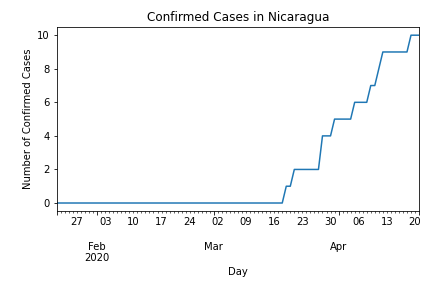 Confirmed Cases in Nicaragua
Number of Confirmed Cases
10
8
6
4
2
0
27 03 10 17 24 02 09 16 23 30 06 13 20
Feb Mar Apr
2020
Day